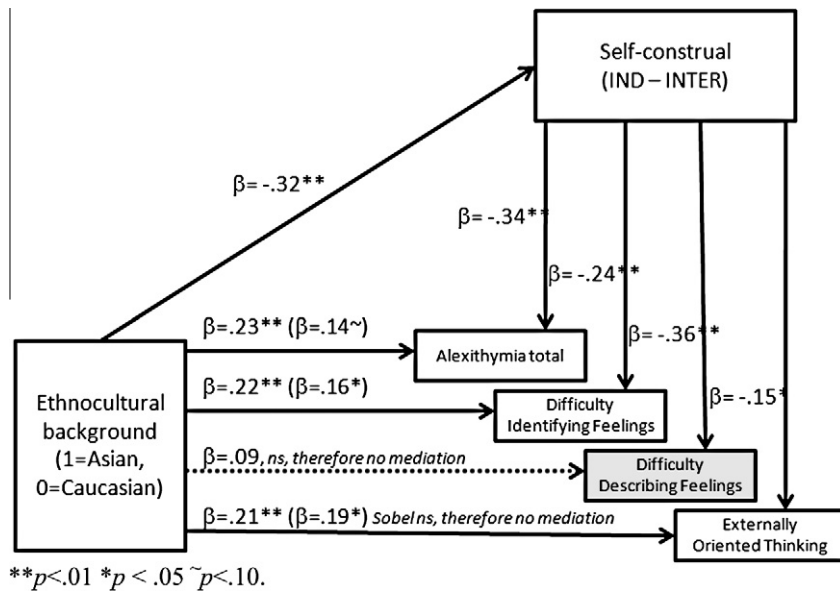 Self-construal
(IND – INTER)
β= -.32**
β= -.34**
β= -.24**
β= -.36**
β= -.15*
β=.23** (β=.14~)
Alexithymia total
β=.22** (β=.16*)
Difficulty
Identifying Feelings
Ethnocultural
background
(1=Asian,
0=Caucasian)
β=.09, ns, therefore no mediation
Difficulty
Describing Feelings
β=.21** (β=.19*) Sobel ns, therefore no mediation
Externally
Oriented Thinking
**p<.01 *p < .05 ~p<.10.